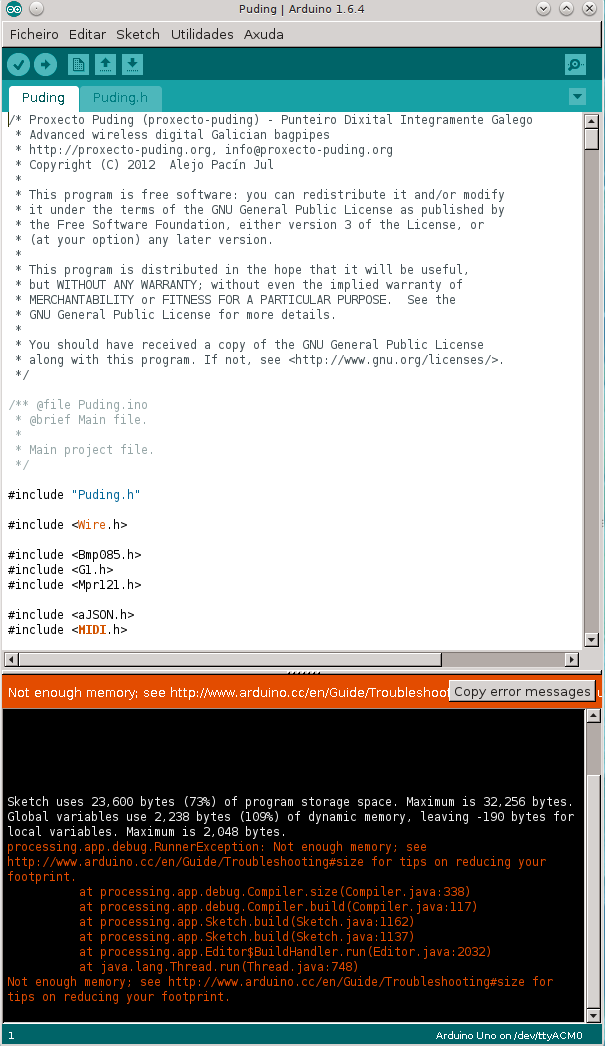 Puding | Arduino 1.6.4
Ficheiro Editar Sketch Utilidades Axuda
Puding Puding.h
/* Proxecto Puding (proxecto-puding) - Punteiro Dixital Integramente Galego
* Advanced wireless digital Galician bagpipes
* http://proxecto-puding.org, info@proxecto-puding.org
* Copyright (C) 2012  Alejo Pacín Jul
*
* This program is free software: you can redistribute it and/or modify
* it under the terms of the GNU General Public License as published by
* the Free Software Foundation, either version 3 of the License, or
* (at your option) any later version.
*
* This program is distributed in the hope that it will be useful,
* but WITHOUT ANY WARRANTY; without even the implied warranty of
* MERCHANTABILITY or FITNESS FOR A PARTICULAR PURPOSE.  See the
* GNU General Public License for more details.
*
* You should have received a copy of the GNU General Public License
* along with this program. If not, see <http://www.gnu.org/licenses/>.
*/
/** @file Puding.ino
* @brief Main file.
*
* Main project file.
*/
#include "Puding.h"
#include <Wire.h>
#include <Bmp085.h>
#include <G1.h>
#include <Mpr121.h>
#include <aJSON.h>
#include <MIDI.h>
Not enough memory; see http://www.arduino.cc/en/Guide/Troubleshoot Copy error messages
Sketch uses 23,600 bytes (73%) of program storage space. Maximum is 32,256 bytes.
Global variables use 2,238 bytes (109%) of dynamic memory, leaving -190 bytes for
local variables. Maximum is 2,048 bytes.
processing.app.debug.RunnerException: Not enough memory; see
http://www.arduino.cc/en/Guide/Troubleshooting#size for tips on reducing your
footprint.
at processing.app.debug.Compiler.size(Compiler.java:338)
at processing.app.debug.Compiler.build(Compiler.java:117)
at processing.app.Sketch.build(Sketch.java:1162)
at processing.app.Sketch.build(Sketch.java:1137)
at processing.app.Editor$BuildHandler.run(Editor.java:2032)
at java.lang.Thread.run(Thread.java:748)
Not enough memory; see http://www.arduino.cc/en/Guide/Troubleshooting#size for
tips on reducing your footprint.
1 Arduino Uno on /dev/ttyACM0